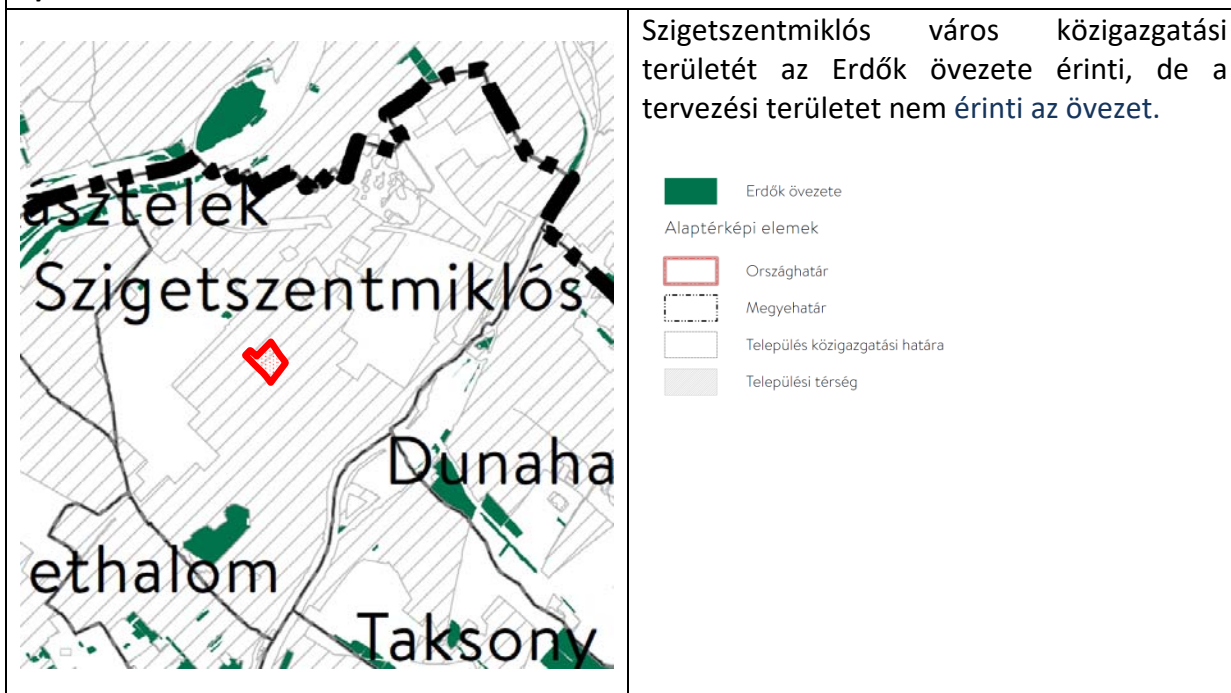 Szigetszentmiklós város közigazgatási
területét az Erdők övezete érinti, de a
tervezési területet nem érinti az övezet.
Erdők övezete
Alaptérképi elemek
Országhatár
Megyehatár
Település közigazgatási határa
Települési térség
ásztelek
Szigetszentmiklós
Dunaha
ethalom
Taksony